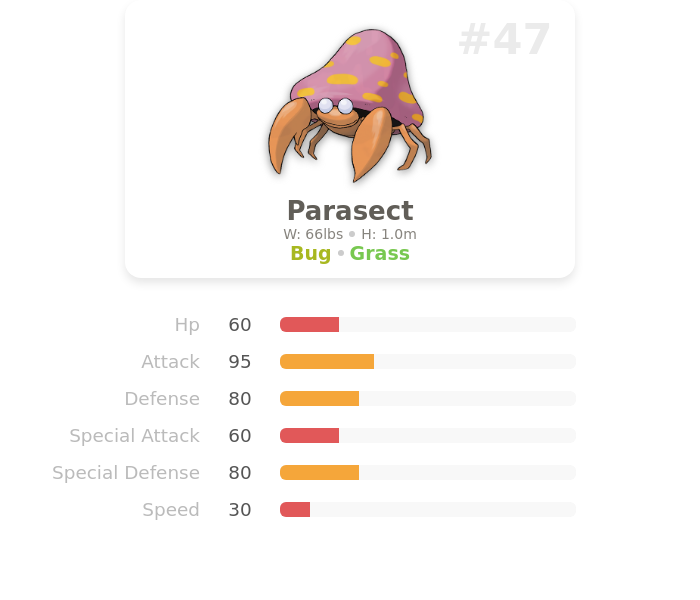 #47
Parasect
W: 66lbs • H: 1.0m
Bug • Grass
Hp 60
Attack 95
Defense 80
Special Attack 60
Special Defense 80
Speed 30